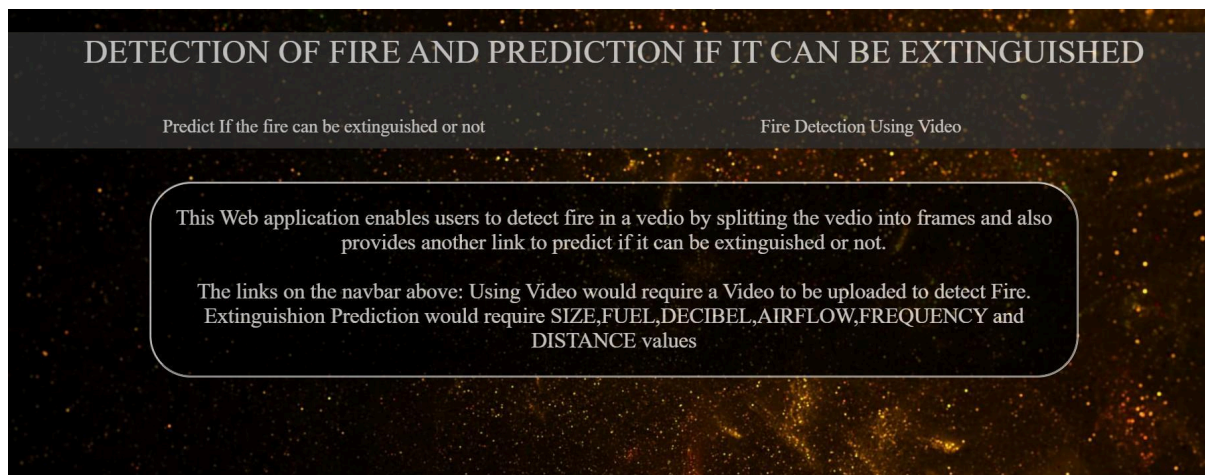 DETECTION OF FIRE AND PREDICTION IF IT CAN BE EXTINGUISHED
Predict If the fire can be extinguished or not
Fire Detection Using Video
This Web application enables users to detect fire in a vedio by splitting the vedio into frames and also
provides another link to predict if it can be extinguished or not.
The links on the navbar above: Using Video would require a Video to be uploaded to detect Fire.
Extinguishion Prediction would require SIZE,FUEL,DECIBEL,AIRFLOW,FREQUENCY and
DISTANCE values